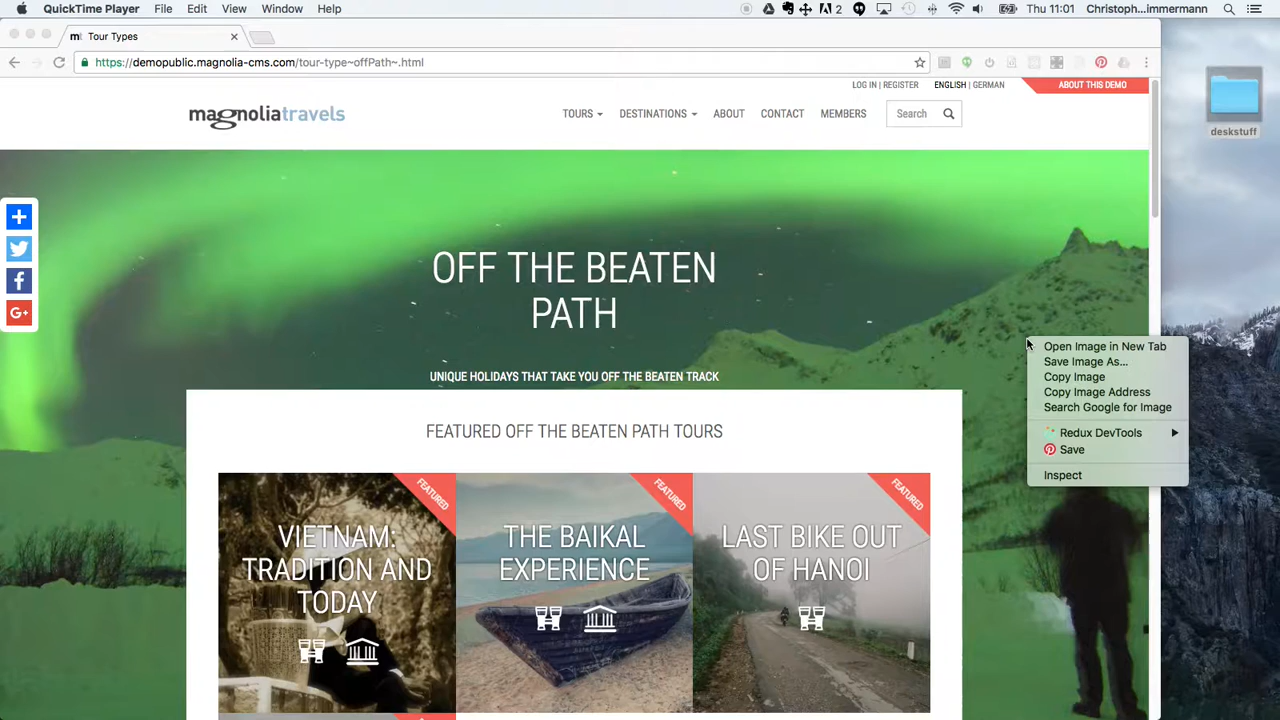 QuickTime Player File Edit View Window Help
2 Thu 11:01 Christoph...immermann
m Tour Types
https://demopublic.magnolia-cms.com/tour-type~offPath~.html
LOG IN | REGISTER ENGLISH | GERMAN ABOUT THIS DEMO
magnoliatravels
TOURS DESTINATIONS ABOUT CONTACT MEMBERS Search
deskstuff
OFF THE BEATEN
PATH
UNIQUE HOLIDAYS THAT TAKE YOU OFF THE BEATEN TRACK
f
G+
Open Image in New Tab
Save Image As...
Copy Image
Copy Image Address
Search Google for Image
Redux DevTools
Save
Inspect
FEATURED OFF THE BEATEN PATH TOURS
FEATURED
VIETNAM:
TRADITION AND
TODAY
FEATURED
THE BAIKAL
EXPERIENCE
FEATURED
LAST BIKE OUT
OF HANOI